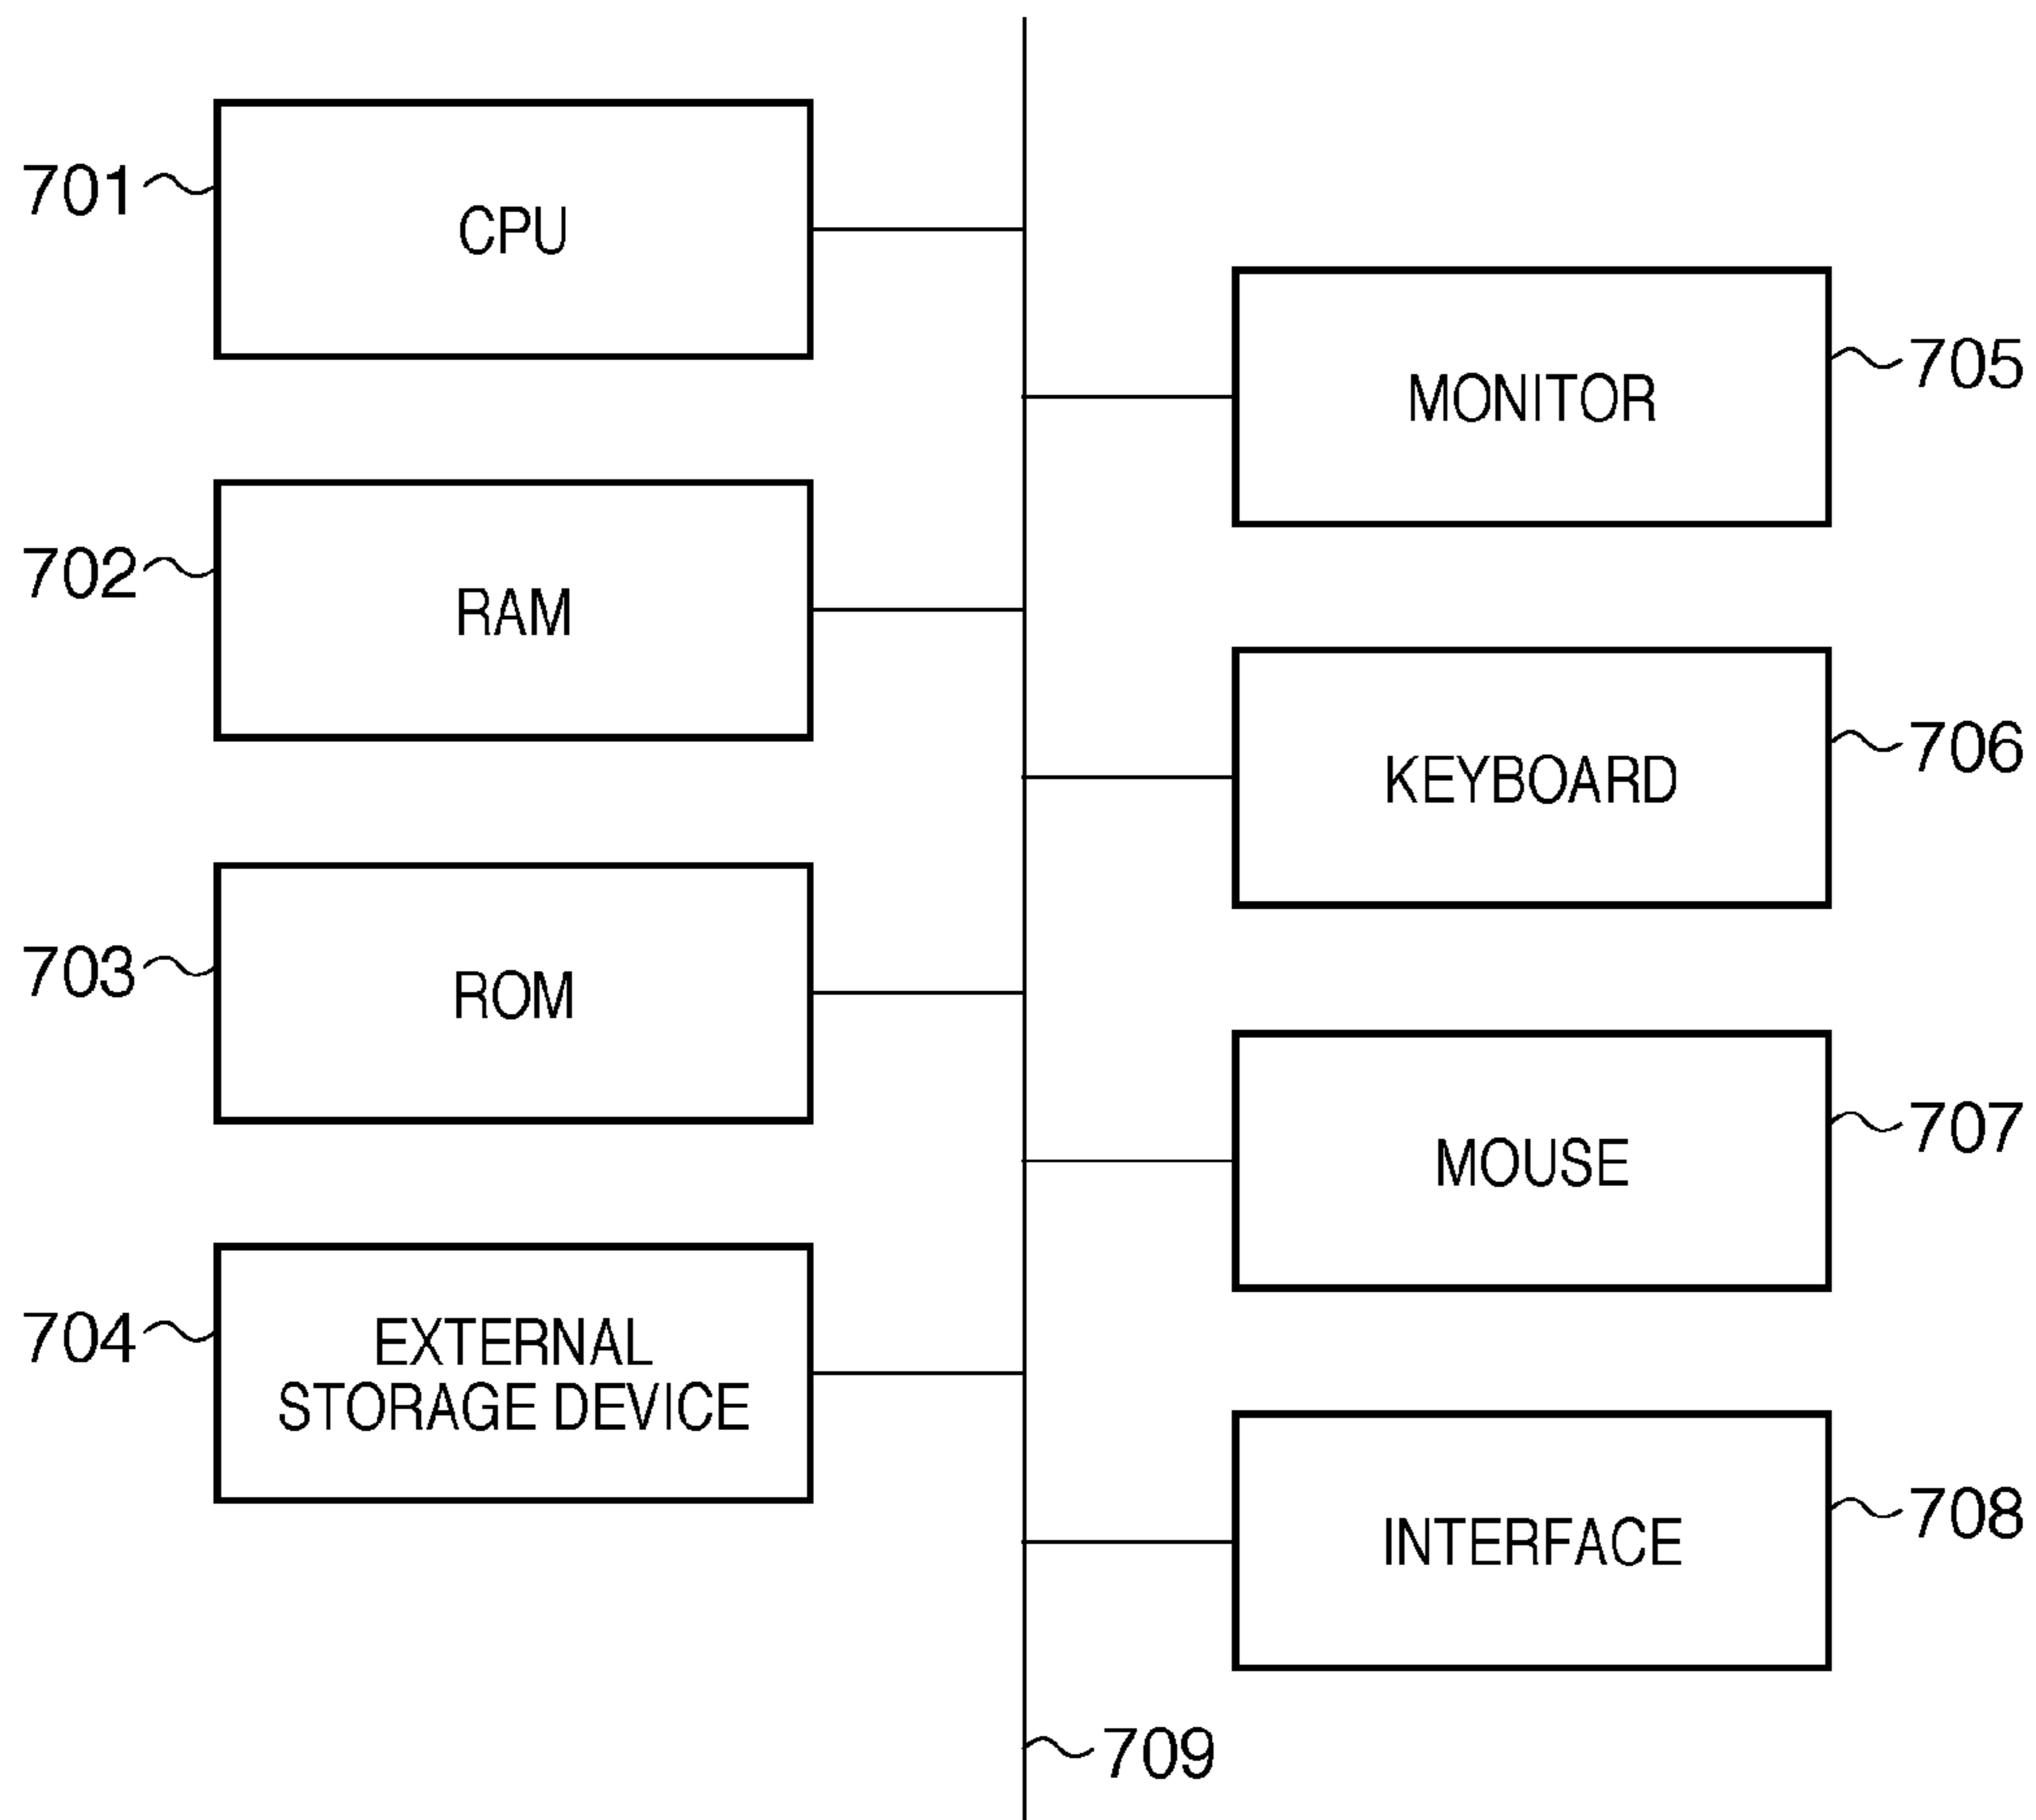 701
CPU
702
RAM
703
ROM
704
EXTERNAL
STORAGE DEVICE
MONITOR
705
KEYBOARD
706
MOUSE
707
INTERFACE
708
709